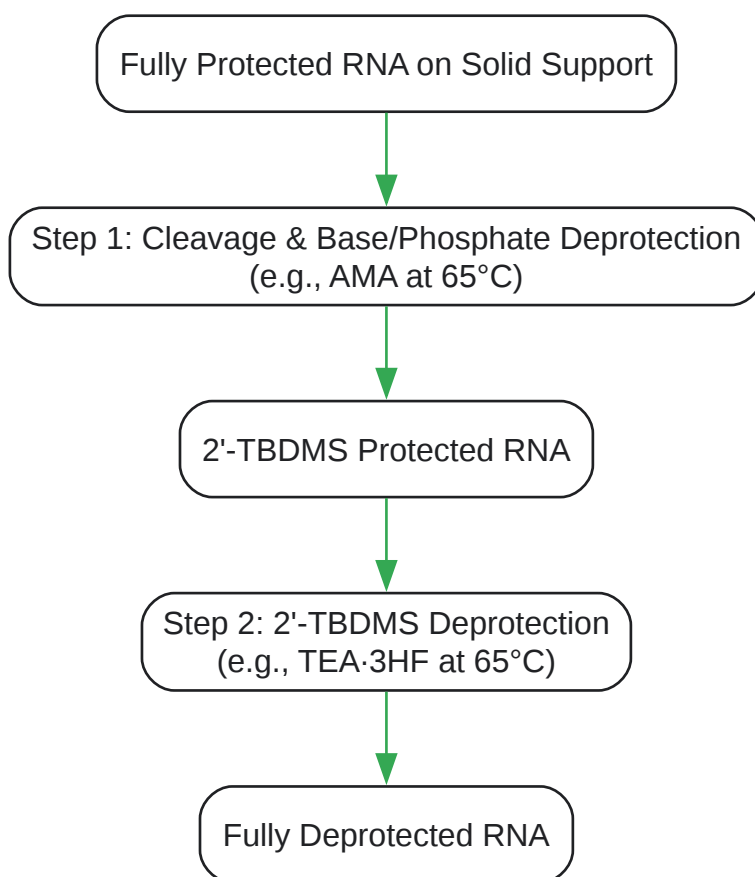 Fully Protected RNA on Solid Support
Step 1: Cleavage & Base/Phosphate Deprotection
(e.g., AMA at 65°C)
2'-TBDMS Protected RNA
Step 2: 2'-TBDMS Deprotection
(e.g., TEA·3HF at 65°C)
Fully Deprotected RNA